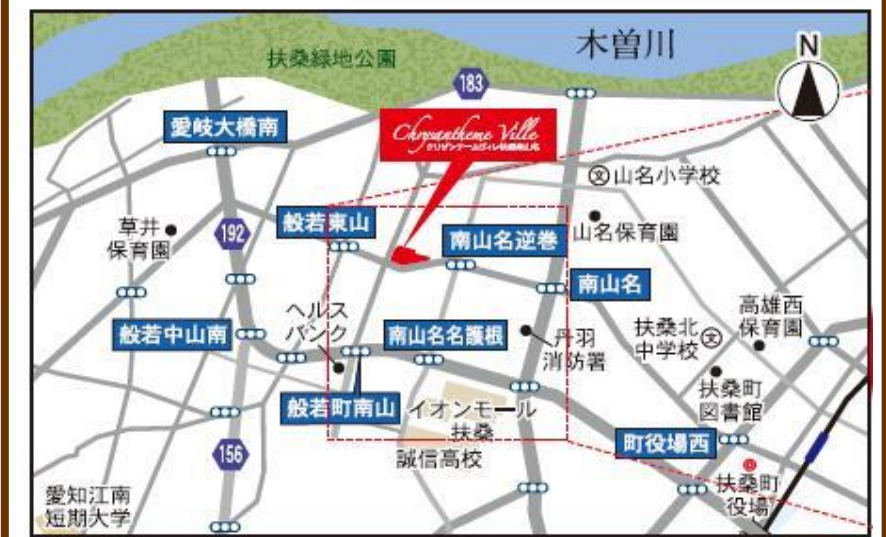 木曽川
扶桑緑地公園
N
183
愛岐大橋南
Chrysantheme Ville
山名小学校
文
草井
保育園
192
般若東山
南山名逆巻
山名保育園
南山名
ヘルス
バンク
般若中山南
南山名名護根
丹羽
消防署
扶桑北
中学校
文
高雄西
保育園
般若町南山
イオンモール
扶桑
扶桑町
図書館
誠信高校
156
町役場西
愛知江南
短期大学
扶桑町
役場